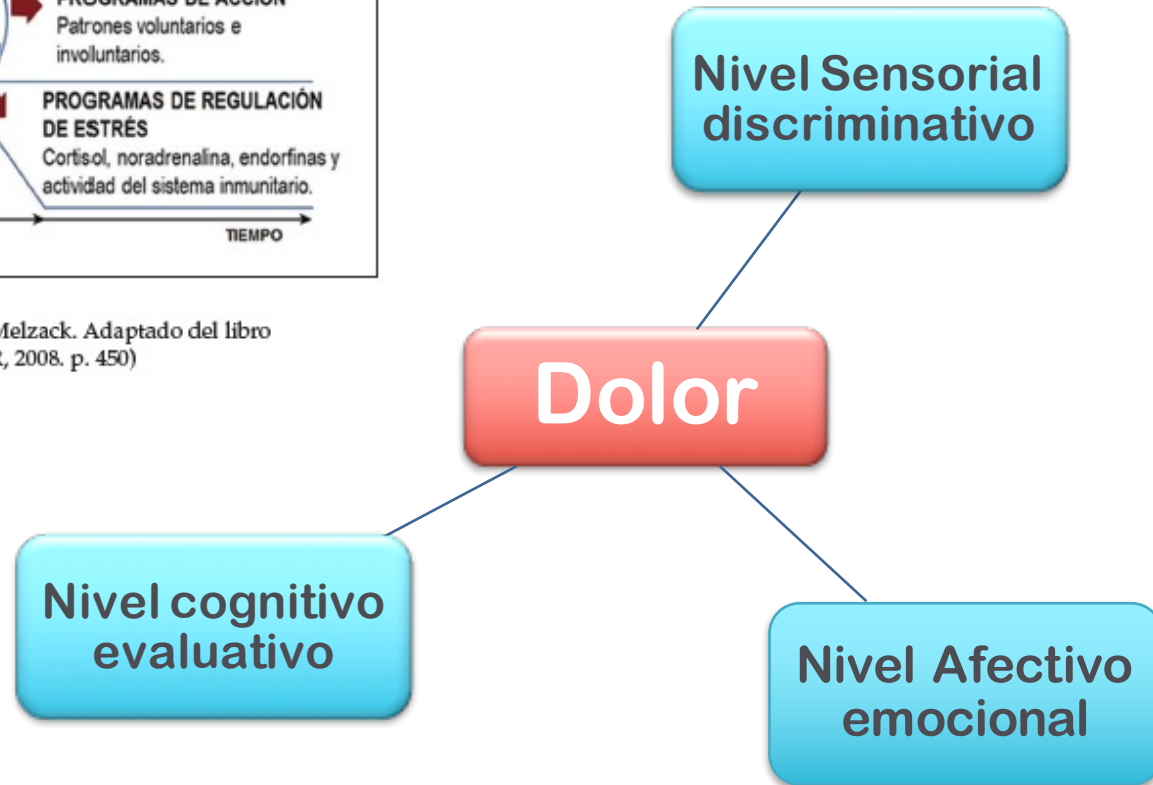 PROGRAMAS DE ACCIÓN
Patrones voluntarios e
involuntarios.
PROGRAMAS DE REGULACIÓN
DE ESTRÉS
Cortisol, noradrenalina, endorfinas y
actividad del sistema inmunitario.
TIEMPO
Melzack. Adaptado del libro
, 2008. p. 450)
Nivel Sensorial
discriminativo
Dolor
Nivel cognitivo
evaluativo
Nivel Afectivo
emocional